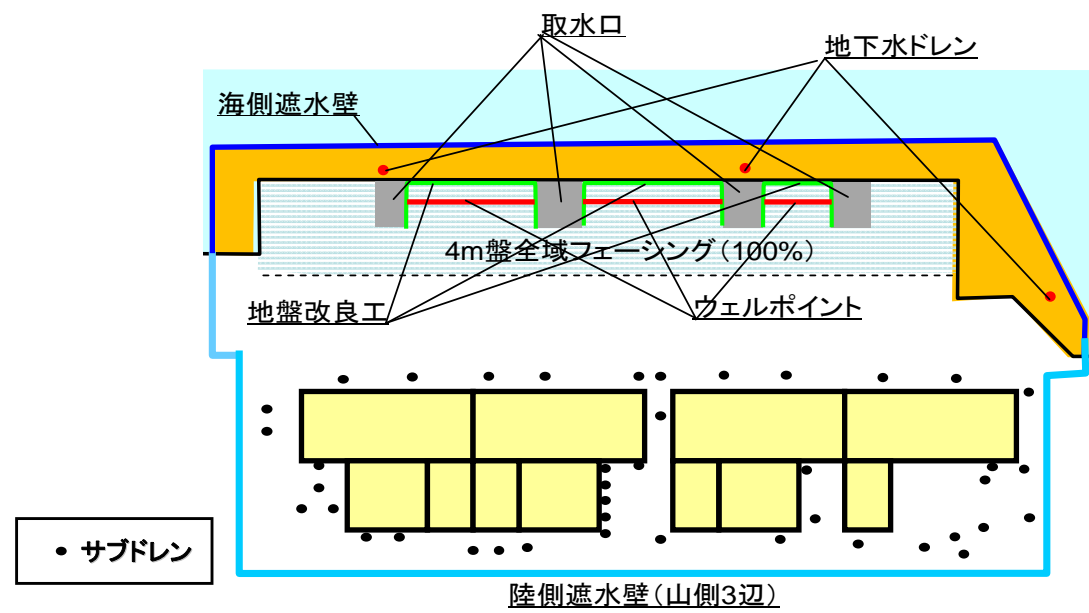 取水口
地下水ドレン
海側遮水壁
4m盤全域フェーシング(100%)
地盤改良工
ウェルポイント
• サブドレン
陸側遮水壁(山側3辺)